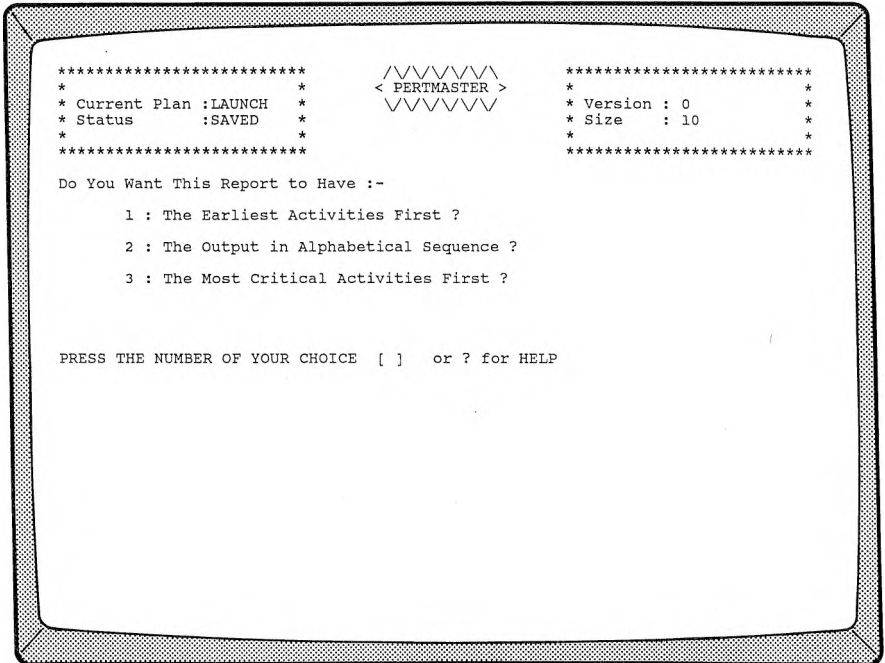 **************************   /\/\/\/\/\/\   **************************
*                        *  < PERTMASTER >  *                        *
* Current Plan :LAUNCH   *   \/\/\/\/\/\/   * Version : 0            *
* Status       :SAVED    *                  * Size    : 10           *
*                        *                  *                        *
**************************                  **************************
Do You Want This Report to Have :-
1 : The Earliest Activities First ?
2 : The Output in Alphabetical Sequence ?
3 : The Most Critical Activities First ?
PRESS THE NUMBER OF YOUR CHOICE [ ] or ? for HELP